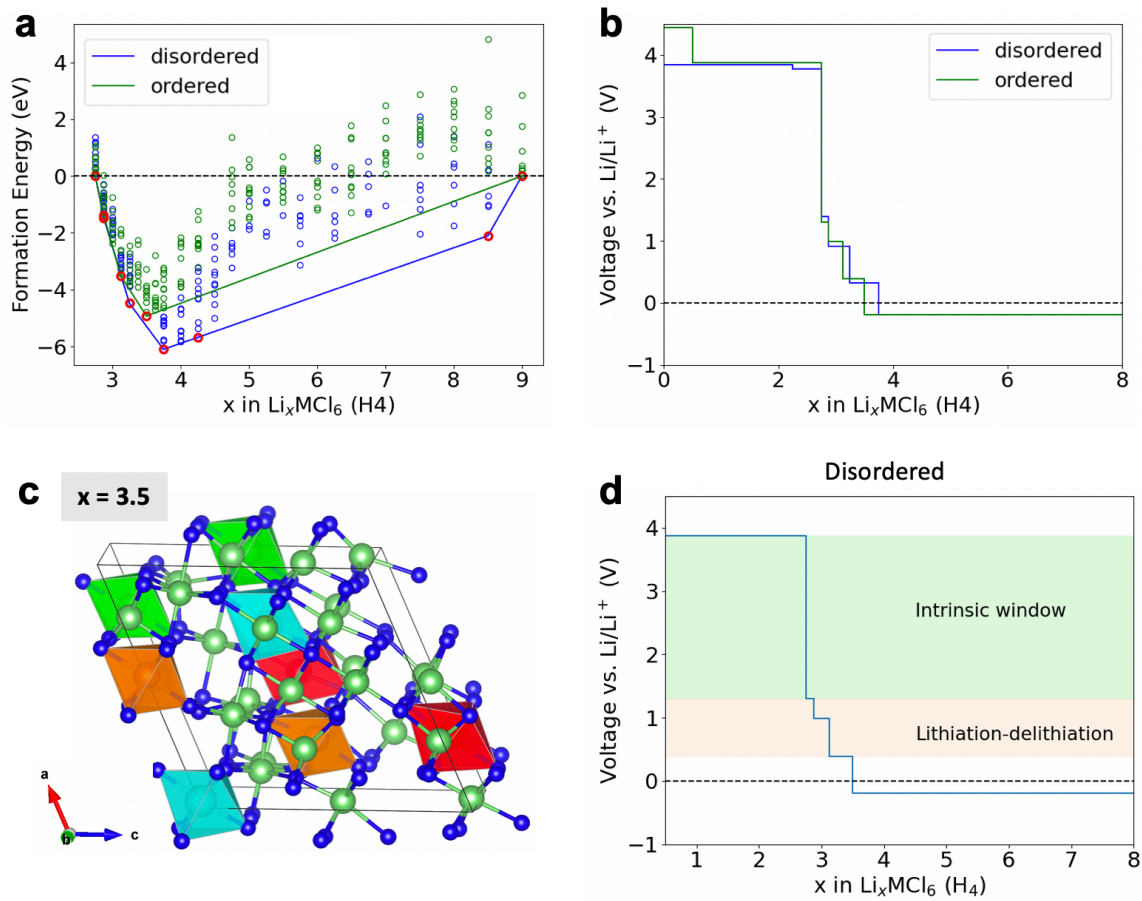 a
Formation Energy (eV)
4
2
0
−2
−4
−6
disordered
ordered
3
4
5
6
7
8
9
x in LiₓMCl₆ (H4)
b
Voltage vs. Li/Li⁺ (V)
4
3
2
1
0
−1
disordered
ordered
0
2
4
6
8
x in LiₓMCl₆ (H4)
c
x = 3.5
a
b
c
d
Disordered
Voltage vs. Li/Li⁺ (V)
4
3
2
1
0
−1
Intrinsic window
Lithiation-delithiation
1
2
3
4
5
6
7
8
x in LiₓMCl₆ (H₄)